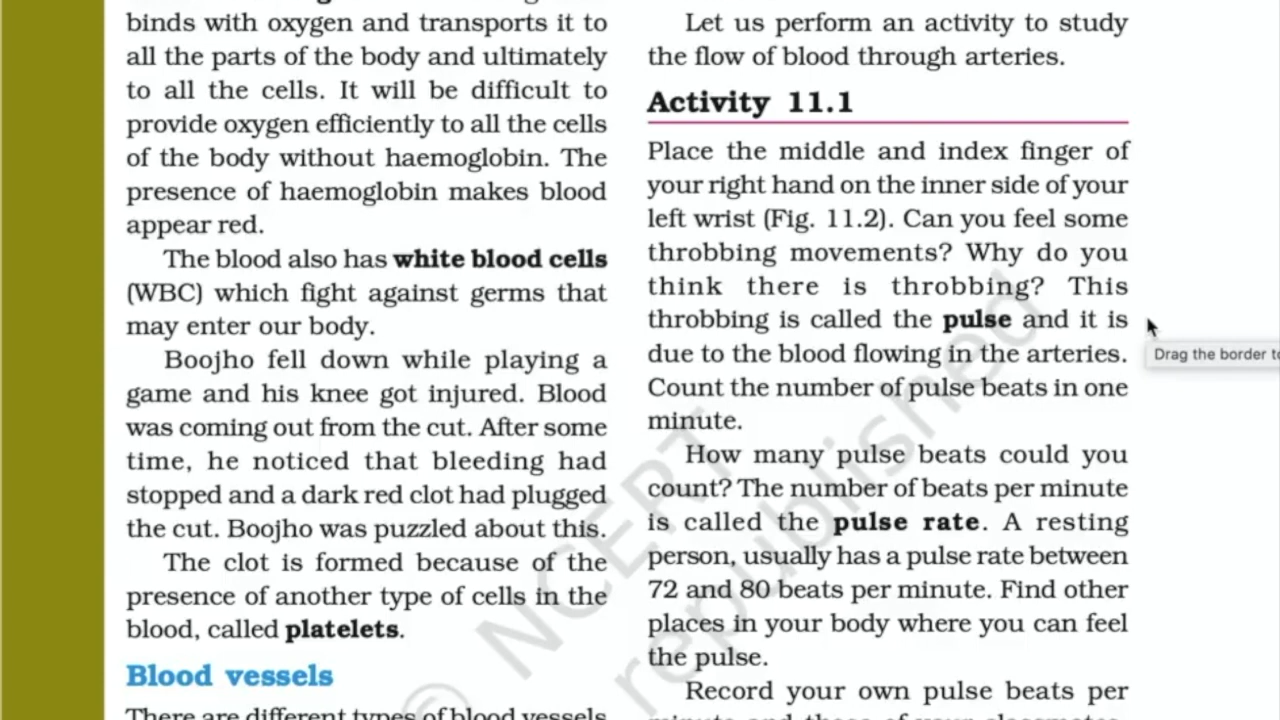 binds with oxygen and transports it to
all the parts of the body and ultimately
to all the cells. It will be difficult to
provide oxygen efficiently to all the cells
of the body without haemoglobin. The
presence of haemoglobin makes blood
appear red.
The blood also has white blood cells
(WBC) which fight against germs that
may enter our body.
Boojho fell down while playing a
game and his knee got injured. Blood
was coming out from the cut. After some
time, he noticed that bleeding had
stopped and a dark red clot had plugged
the cut. Boojho was puzzled about this.
The clot is formed because of the
presence of another type of cells in the
blood, called platelets.
Blood vessels
There are different types of blood vessels
Let us perform an activity to study
the flow of blood through arteries.
Activity 11.1
Place the middle and index finger of
your right hand on the inner side of your
left wrist (Fig. 11.2). Can you feel some
throbbing movements? Why do you
think there is throbbing? This
throbbing is called the pulse and it is
due to the blood flowing in the arteries.
Count the number of pulse beats in one
minute.
How many pulse beats could you
count? The number of beats per minute
is called the pulse rate. A resting
person, usually has a pulse rate between
72 and 80 beats per minute. Find other
places in your body where you can feel
the pulse.
Record your own pulse beats per
Drag the border to
© NCERT
republished